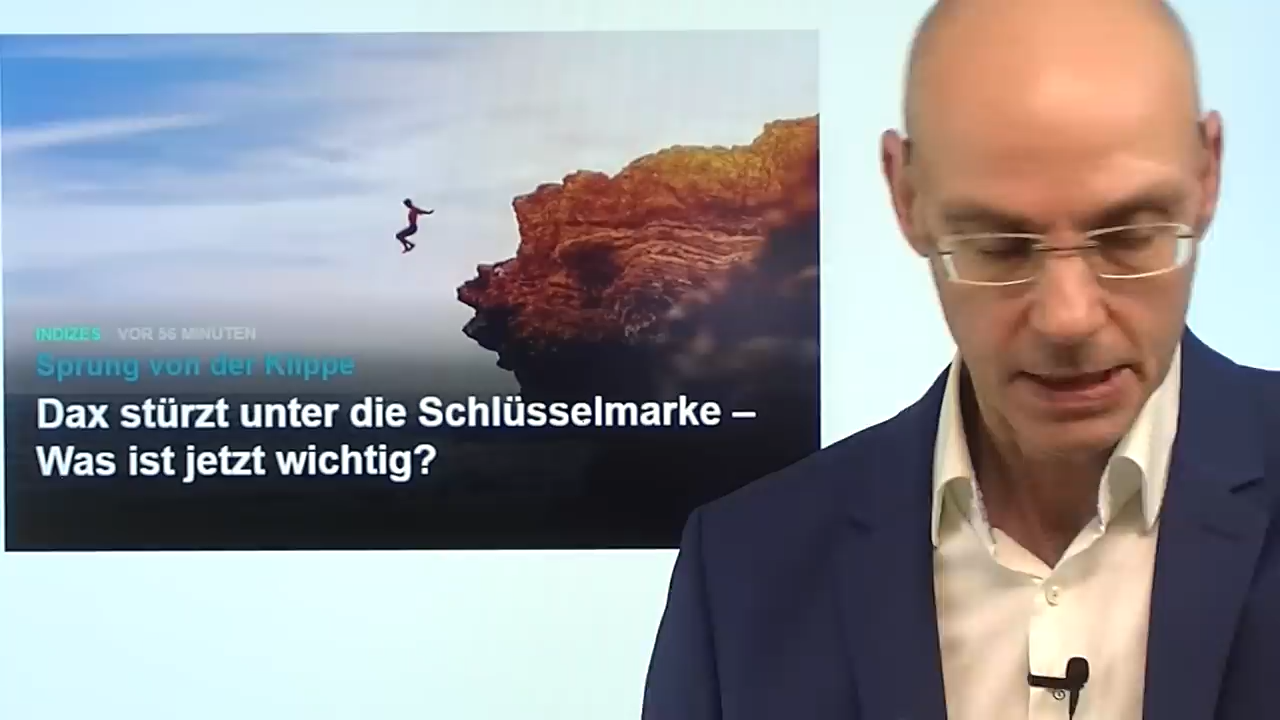 INDIZES VOR 56 MINUTEN
Sprung von der Klippe
Dax stürzt unter die Schlüsselmarke –
Was ist jetzt wichtig?